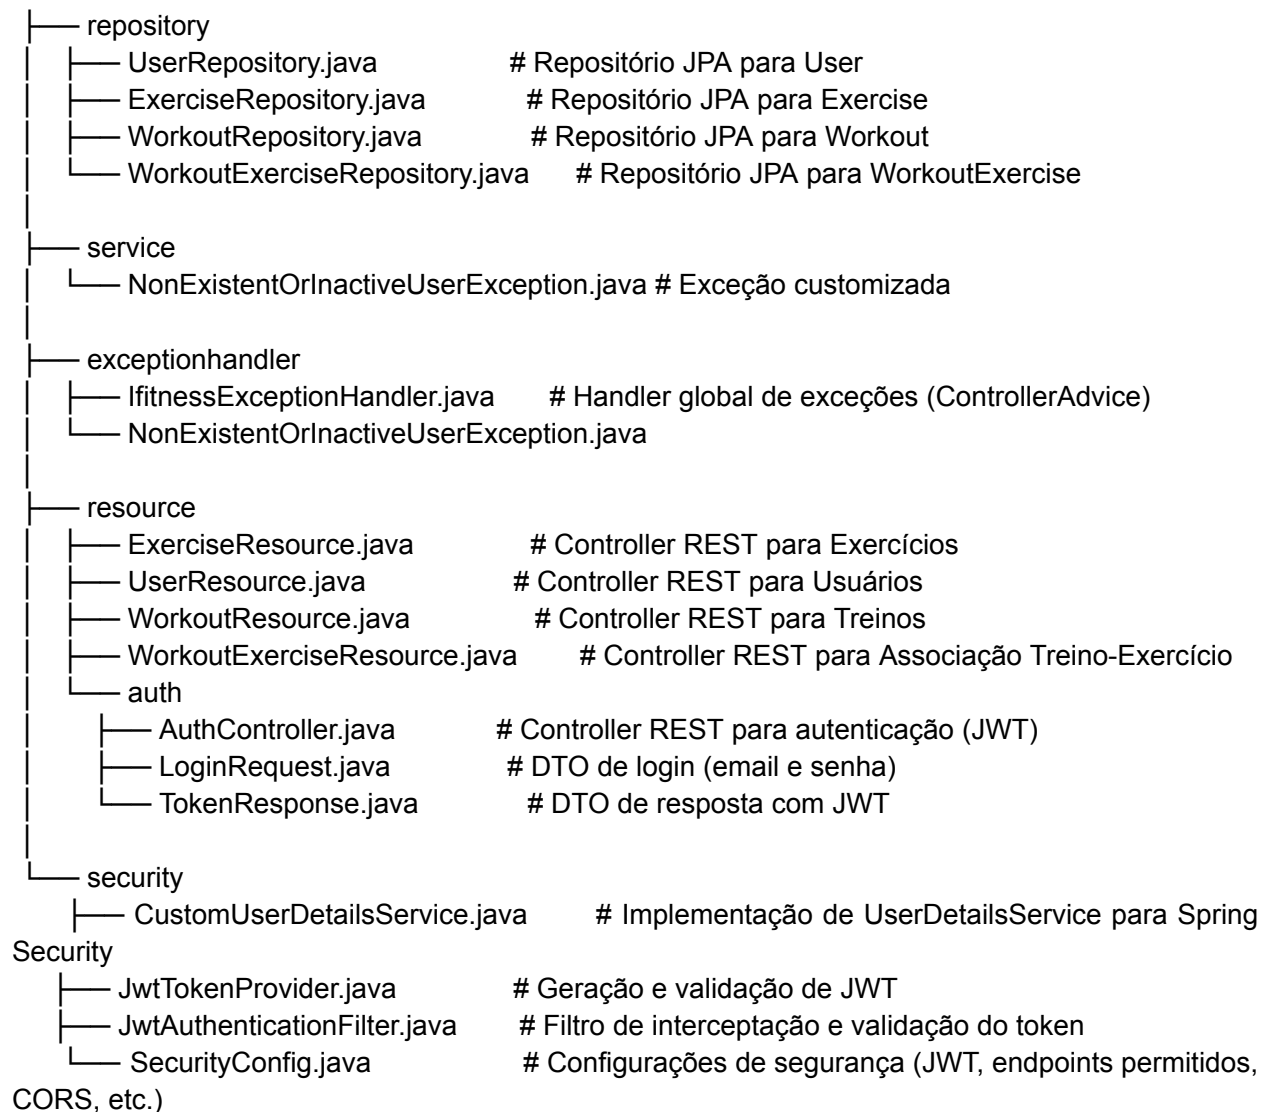 ├── repository
│   ├── UserRepository.java # Repositório JPA para User
│   ├── ExerciseRepository.java # Repositório JPA para Exercise
│   ├── WorkoutRepository.java # Repositório JPA para Workout
│   └── WorkoutExerciseRepository.java # Repositório JPA para WorkoutExercise
│
├── service
│   └── NonExistentOrInactiveUserException.java # Exceção customizada
│
├── exceptionhandler
│   ├── IfitnessExceptionHandler.java # Handler global de exceções (ControllerAdvice)
│   └── NonExistentOrInactiveUserException.java
│
├── resource
│   ├── ExerciseResource.java # Controller REST para Exercícios
│   ├── UserResource.java # Controller REST para Usuários
│   ├── WorkoutResource.java # Controller REST para Treinos
│   ├── WorkoutExerciseResource.java # Controller REST para Associação Treino-Exercício
│   └── auth
│       ├── AuthController.java # Controller REST para autenticação (JWT)
│       ├── LoginRequest.java # DTO de login (email e senha)
│       └── TokenResponse.java # DTO de resposta com JWT
│
└── security
    ├── CustomUserDetailsService.java # Implementação de UserDetailsService para Spring
Security
    ├── JwtTokenProvider.java # Geração e validação de JWT
    ├── JwtAuthenticationFilter.java # Filtro de interceptação e validação do token
    └── SecurityConfig.java # Configurações de segurança (JWT, endpoints permitidos,
CORS, etc.)